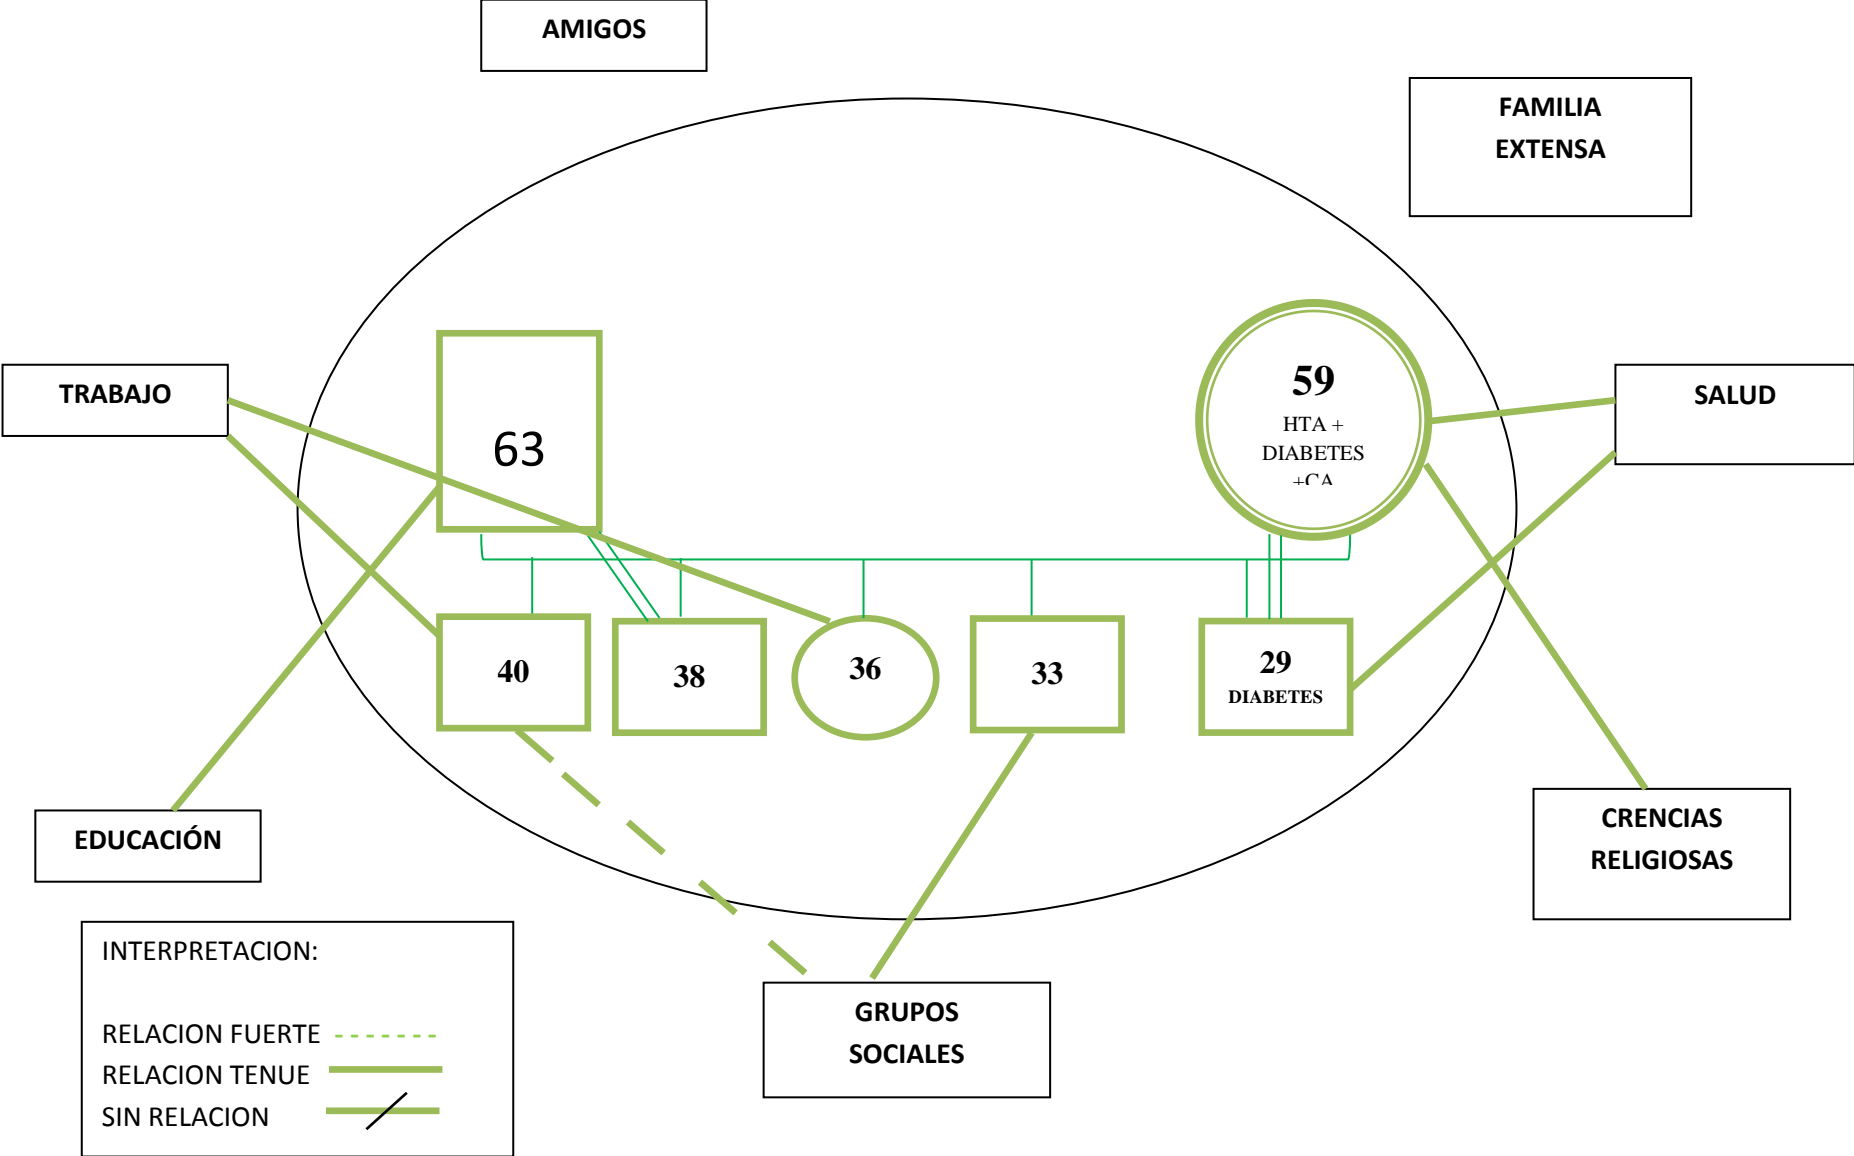 AMIGOS
FAMILIA
EXTENSA
TRABAJO
63
59
HTA +
DIABETES
+CA
SALUD
40
38
36
33
29
DIABETES
EDUCACIÓN
CRENCIAS
RELIGIOSAS
GRUPOS
SOCIALES
INTERPRETACION:
RELACION FUERTE
RELACION TENUE
SIN RELACION